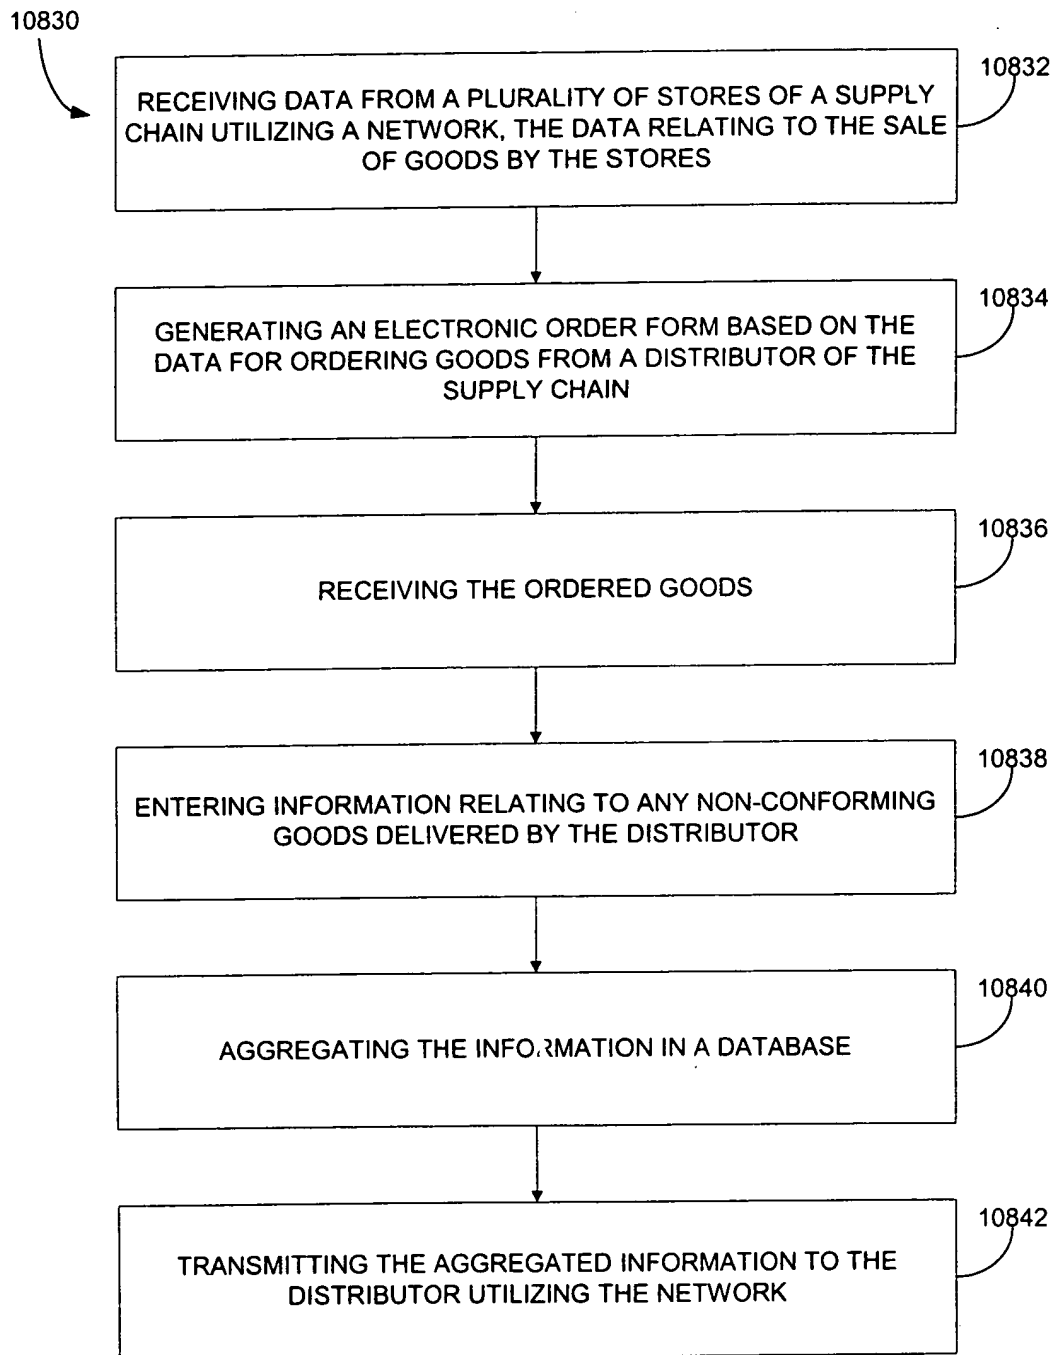 10830
10832
RECEIVING DATA FROM A PLURALITY OF STORES OF A SUPPLY
CHAIN UTILIZING A NETWORK, THE DATA RELATING TO THE SALE
OF GOODS BY THE STORES
10834
GENERATING AN ELECTRONIC ORDER FORM BASED ON THE
DATA FOR ORDERING GOODS FROM A DISTRIBUTOR OF THE
SUPPLY CHAIN
10836
RECEIVING THE ORDERED GOODS
10838
ENTERING INFORMATION RELATING TO ANY NON-CONFORMING
GOODS DELIVERED BY THE DISTRIBUTOR
10840
AGGREGATING THE INFORMATION IN A DATABASE
10842
TRANSMITTING THE AGGREGATED INFORMATION TO THE
DISTRIBUTOR UTILIZING THE NETWORK